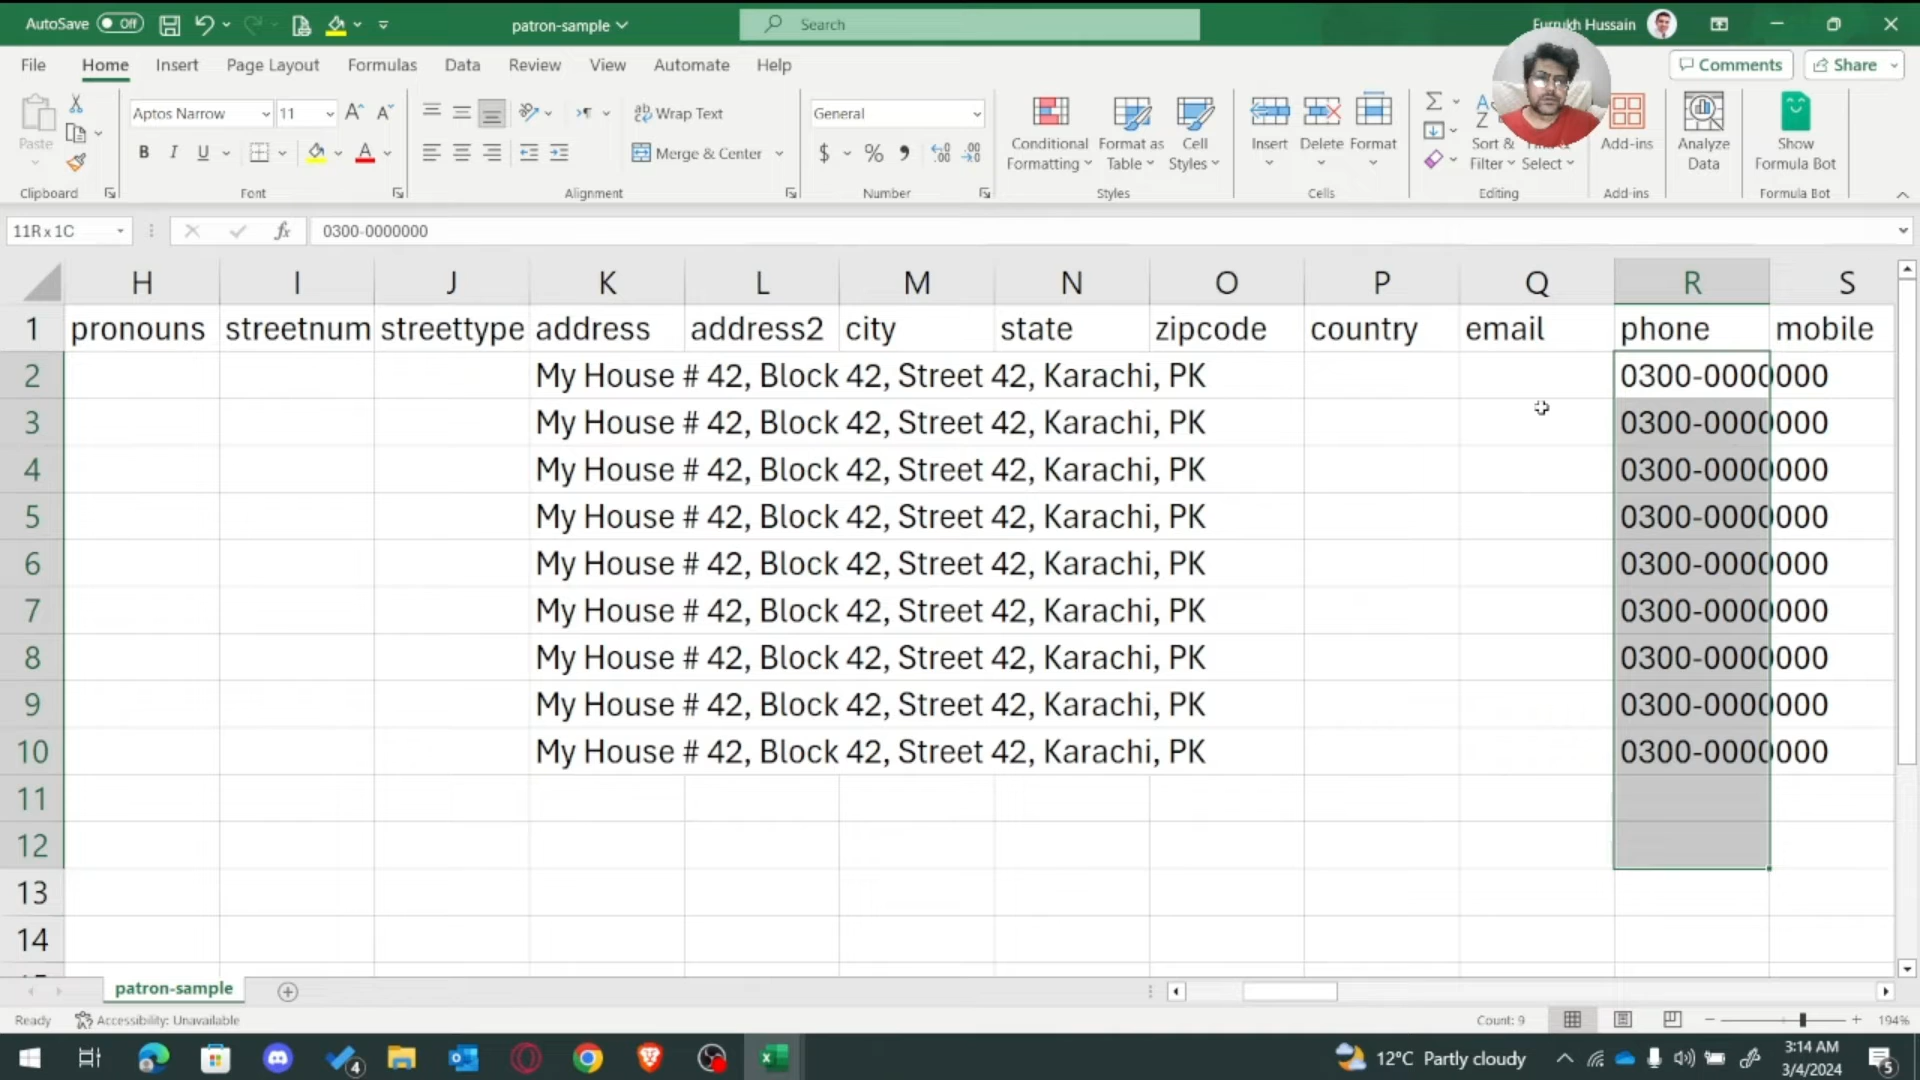 AutoSave Off patron-sample Search Furrukh Hussain
File Home Insert Page Layout Formulas Data Review View Automate Help Comments Share
Aptos Narrow 11 Wrap Text General
Paste B I U Merge & Center $ % Conditional Formatting Format as Table Cell Styles Insert Delete Format Sort & Filter Select Add-ins Analyze Data Show Formula Bot
Clipboard Font Alignment Number Styles Cells Editing Add-ins Formula Bot
11R x 1C fx 0300-0000000
H I J K L M N O P Q R S
1 pronouns streetnum streettype address address2 city state zipcode country email phone mobile
2 My House # 42, Block 42, Street 42, Karachi, PK 0300-0000000
3 My House # 42, Block 42, Street 42, Karachi, PK 0300-0000000
4 My House # 42, Block 42, Street 42, Karachi, PK 0300-0000000
5 My House # 42, Block 42, Street 42, Karachi, PK 0300-0000000
6 My House # 42, Block 42, Street 42, Karachi, PK 0300-0000000
7 My House # 42, Block 42, Street 42, Karachi, PK 0300-0000000
8 My House # 42, Block 42, Street 42, Karachi, PK 0300-0000000
9 My House # 42, Block 42, Street 42, Karachi, PK 0300-0000000
10 My House # 42, Block 42, Street 42, Karachi, PK 0300-0000000
11
12
13
14
patron-sample
Ready Accessibility: Unavailable Count: 9 194%
4 12°C Partly cloudy 3:14 AM
3/4/2024 5